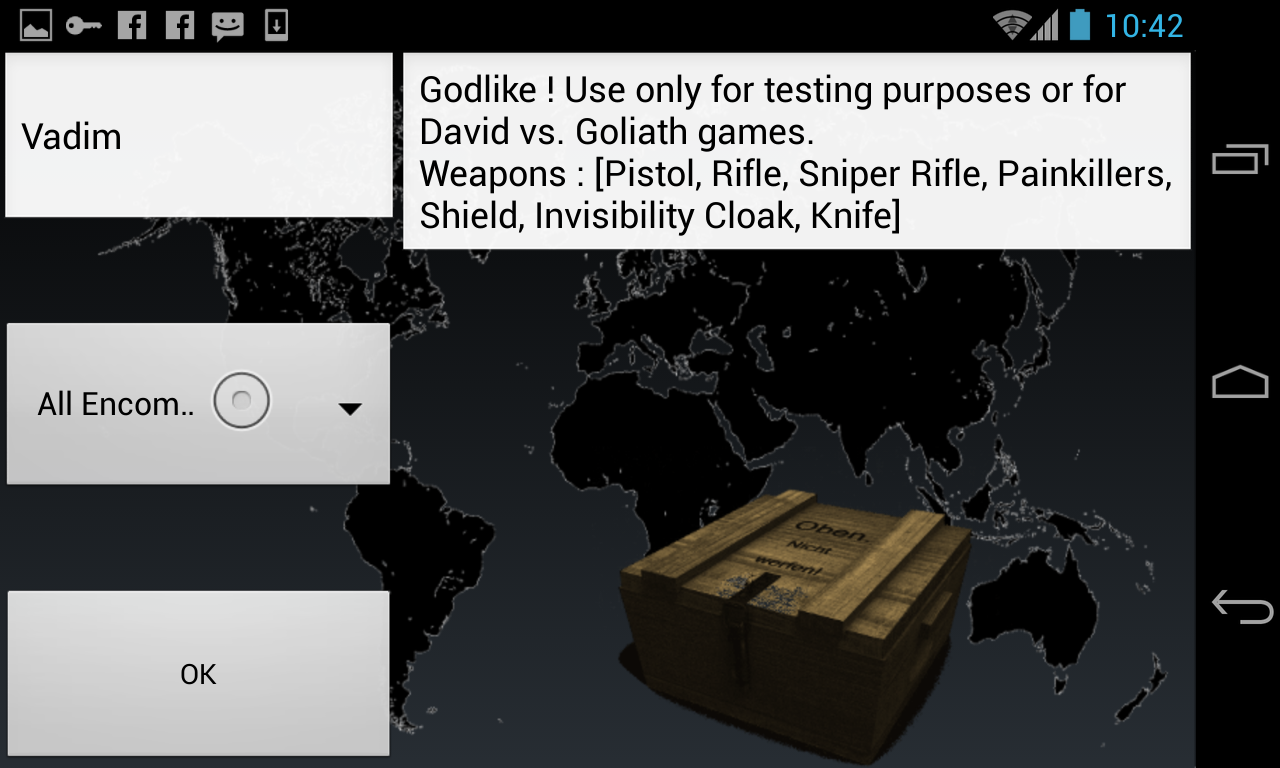 10:42
Vadim
Godlike ! Use only for testing purposes or for
David vs. Goliath games.
Weapons : [Pistol, Rifle, Sniper Rifle, Painkillers,
Shield, Invisibility Cloak, Knife]
All Encom..
Oben.
Nicht
werfen!
OK